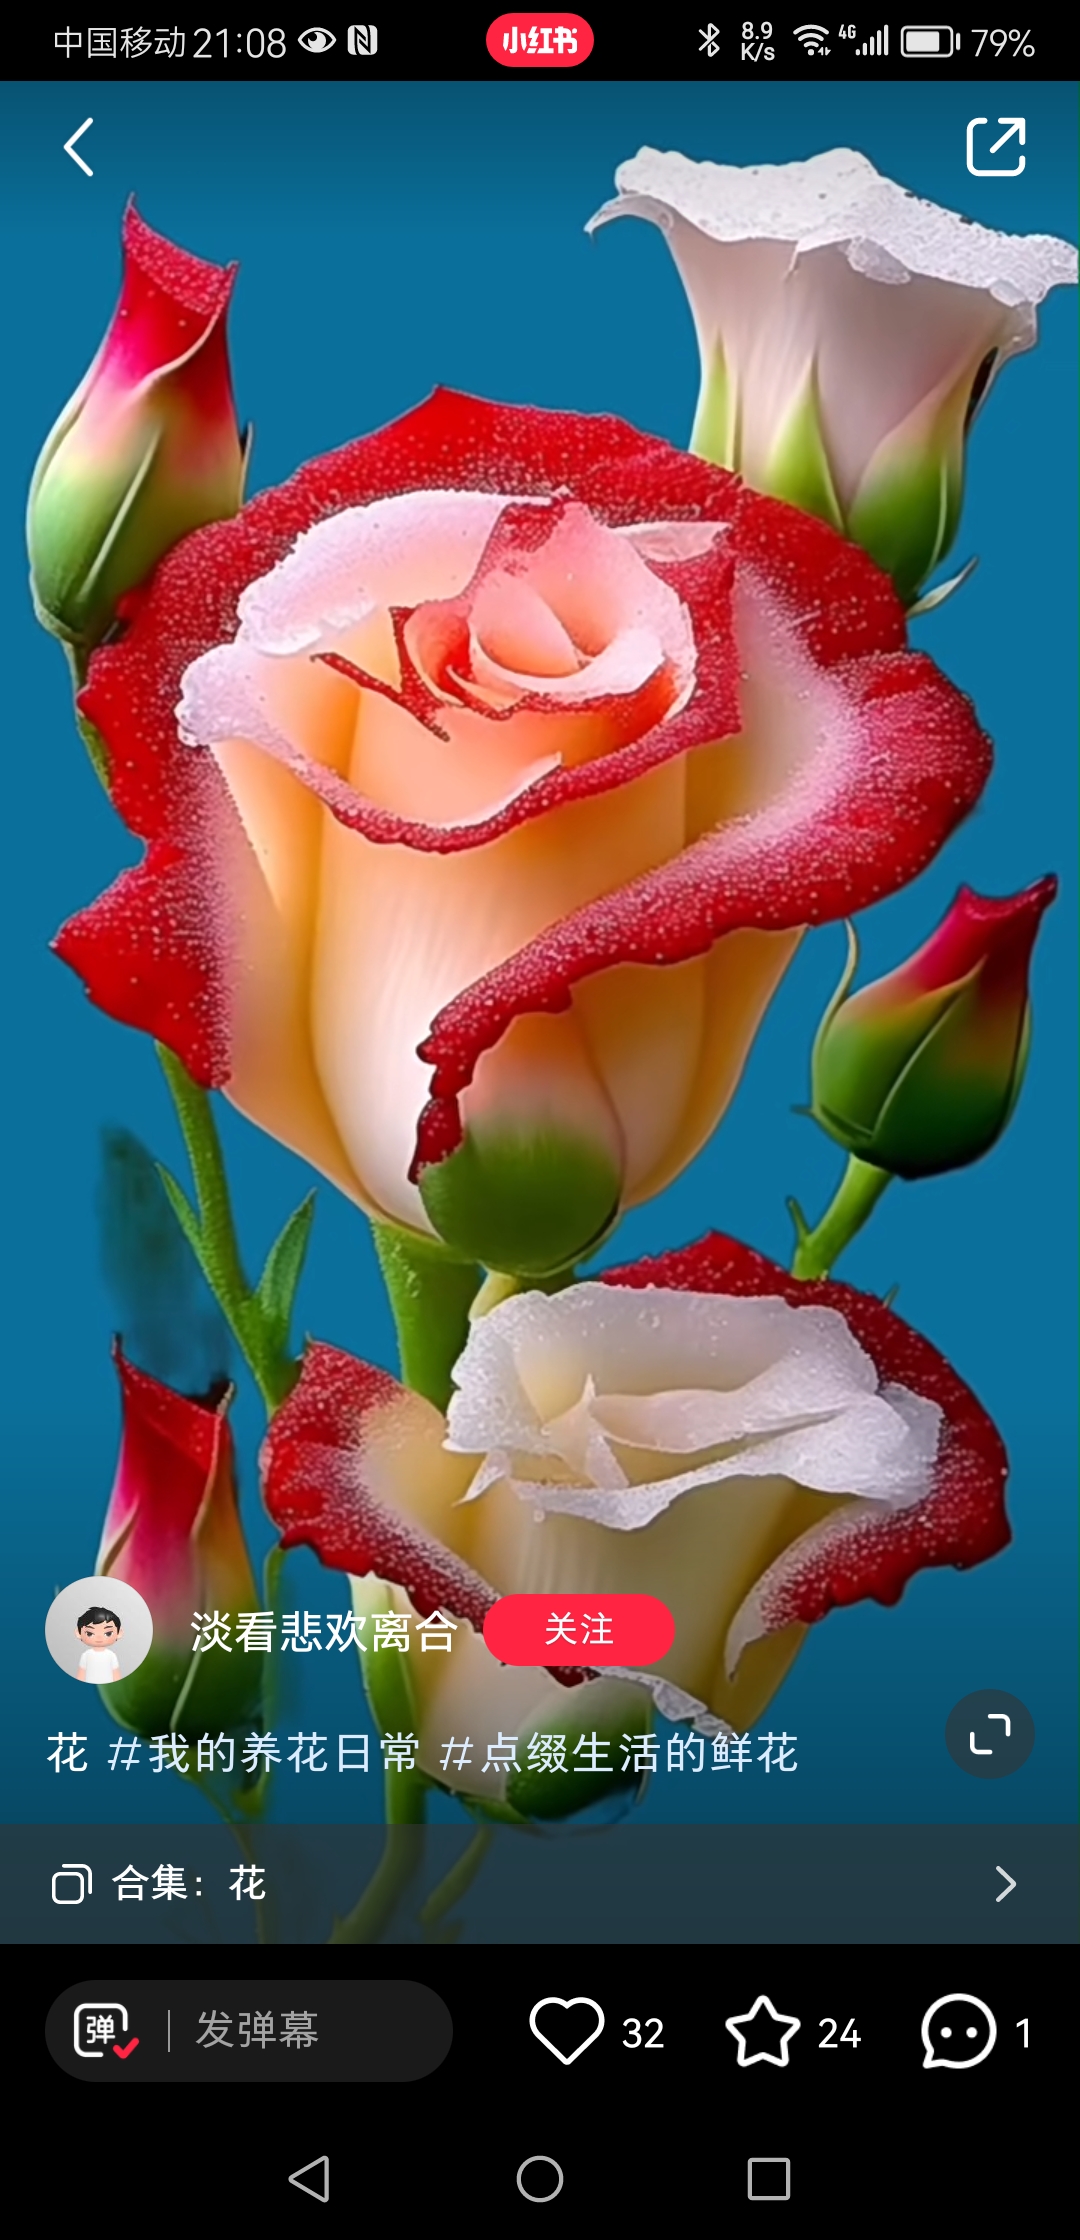 中国移动 21:08 小红书 8.9 K/s 4G 79%
淡看悲欢离合 关注
花 #我的养花日常 #点缀生活的鲜花
合集：花
弹 发弹幕 32 24 1